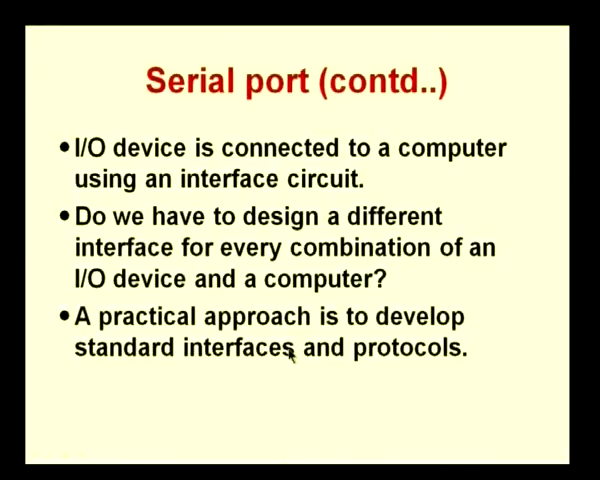 Serial port (contd..)
• I/O device is connected to a computer
using an interface circuit.
• Do we have to design a different
interface for every combination of an
I/O device and a computer?
• A practical approach is to develop
standard interfaces and protocols.